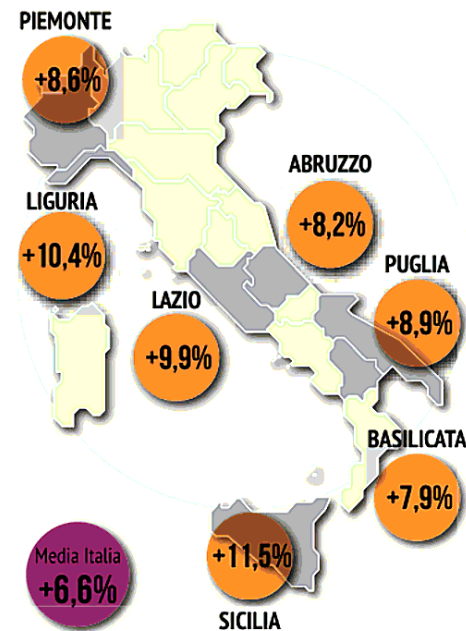 PIEMONTE
+8,6%
ABRUZZO
+8,2%
LIGURIA
+10,4%
PUGLIA
+8,9%
LAZIO
+9,9%
BASILICATA
+7,9%
Media Italia
+6,6%
+11,5%
SICILIA